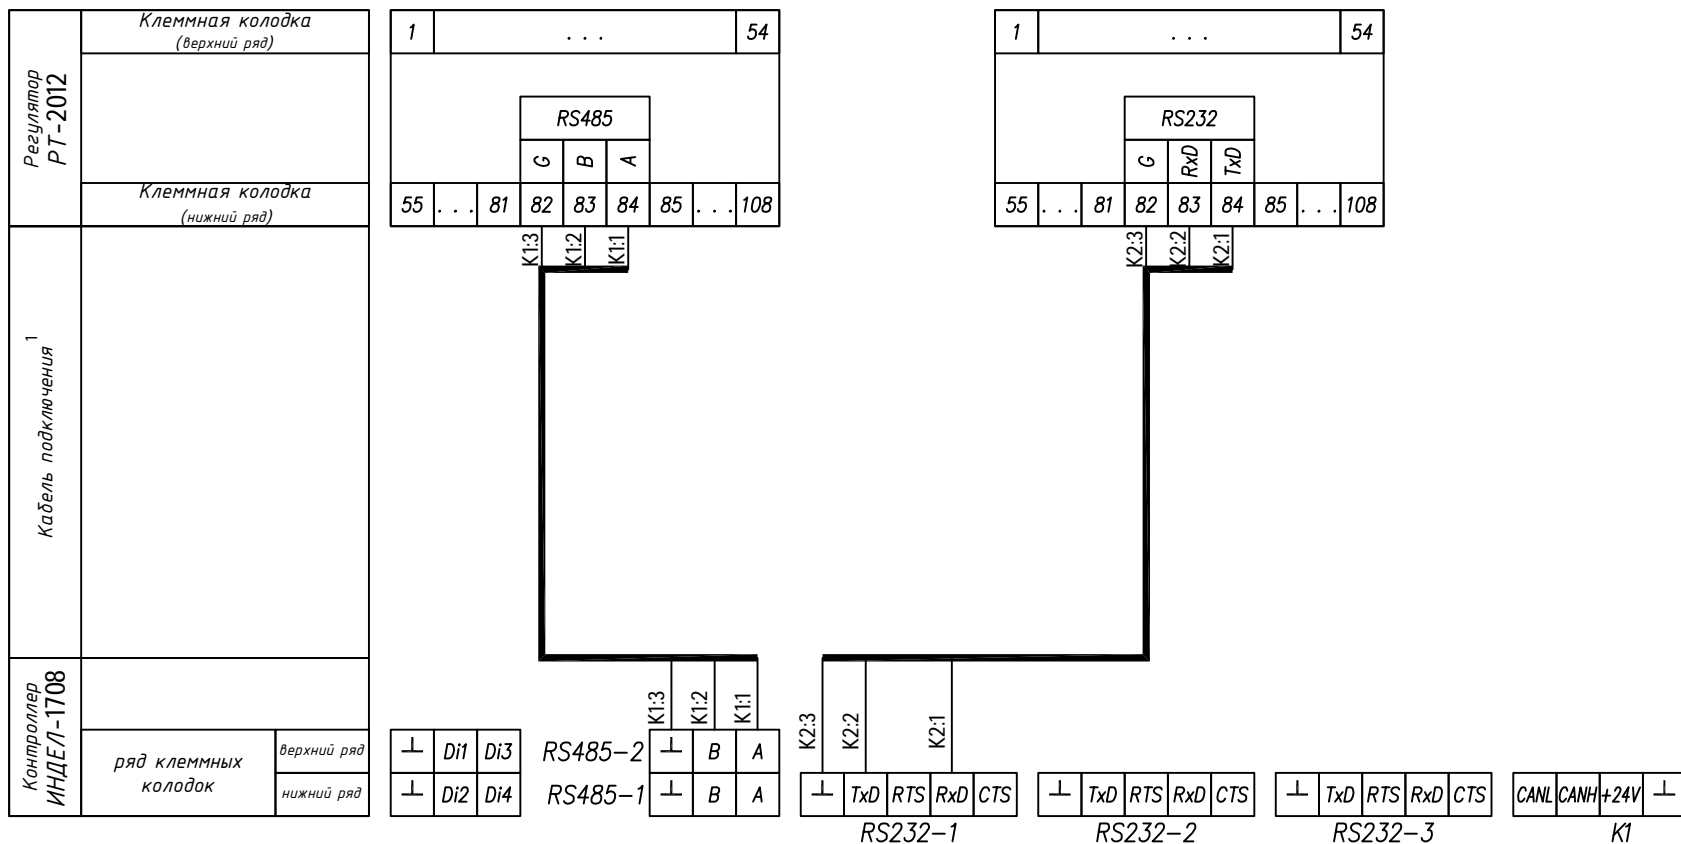 Регулятор
РТ-2012
Клеммная колодка
(верхний ряд)
Клеммная колодка
(нижний ряд)
1 . . . 54
RS485
G B A
55 . . . 81 82 83 84 85 . . . 108
K1:3 K1:2 K1:1
1 . . . 54
RS232
G RxD TxD
55 . . . 81 82 83 84 85 . . . 108
K2:3 K2:2 K2:1
Кабель подключения 1
Контроллер
ИНДЕЛ-1708
ряд клеммных
колодок
верхний ряд
нижний ряд
K1:3 K1:2 K1:1
K2:3 K2:2 K2:1
⊥ Di1 Di3 RS485-2 ⊥ B A
⊥ Di2 Di4 RS485-1 ⊥ B A
⊥ TxD RTS RxD CTS
RS232-1
⊥ TxD RTS RxD CTS
RS232-2
⊥ TxD RTS RxD CTS
RS232-3
CANL CANH +24V ⊥
K1